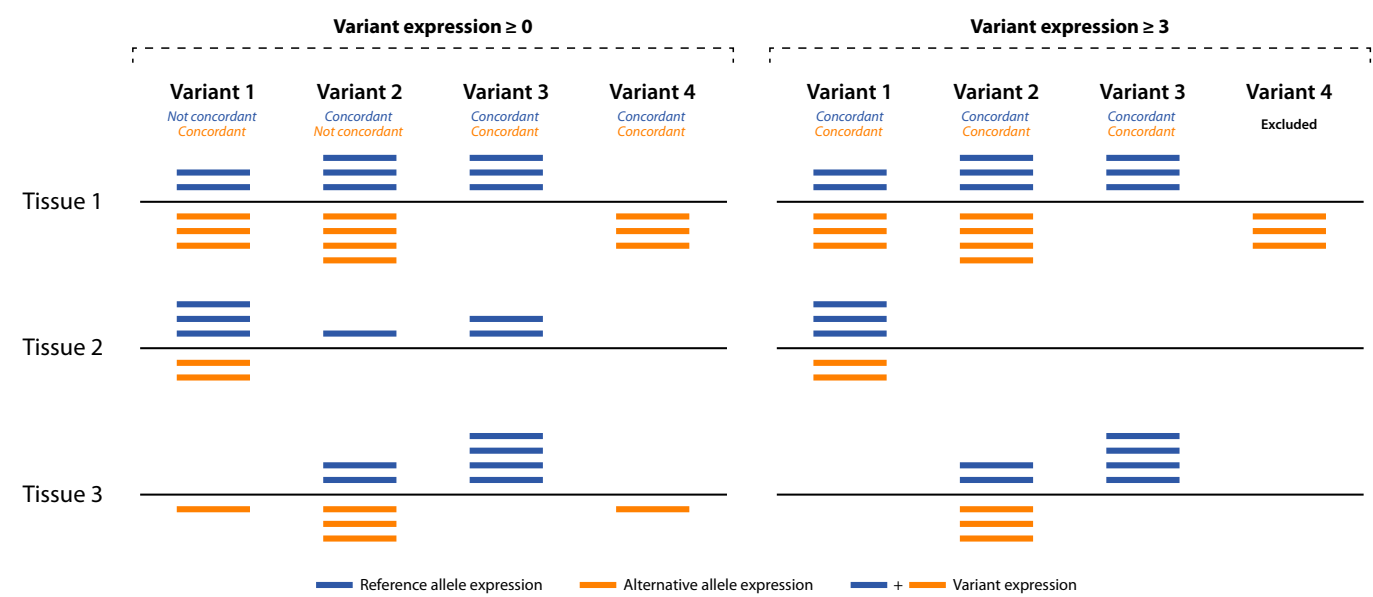 Variant expression ≥ 0
Variant expression ≥ 3
Variant 1
Variant 2
Variant 3
Variant 4
Variant 1
Variant 2
Variant 3
Variant 4
Not concordant
Concordant
Concordant
Concordant
Concordant
Concordant
Concordant
Excluded
Concordant
Not concordant
Concordant
Concordant
Concordant
Concordant
Concordant
Tissue 1
Tissue 2
Tissue 3
Reference allele expression
Alternative allele expression
+
Variant expression